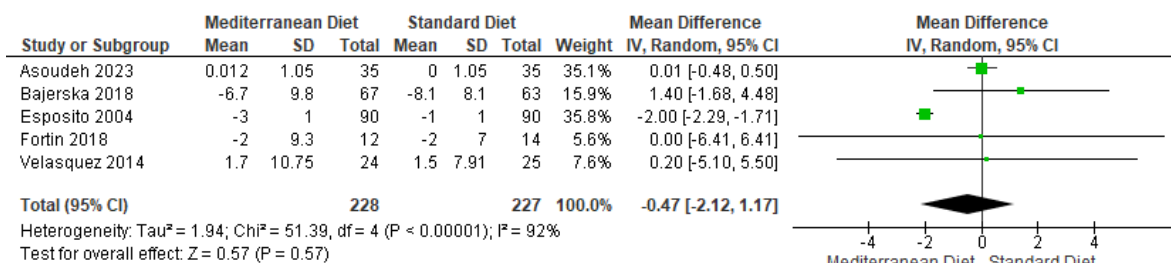 Mediterranean Diet Standard Diet Mean Difference Mean Difference
Study or Subgroup Mean SD Total Mean SD Total Weight IV, Random, 95% CI IV, Random, 95% CI
Asoudeh 2023 0.012 1.05 35 0 1.05 35 35.1% 0.01 [-0.48, 0.50]
Bajerska 2018 -6.7 9.8 67 -8.1 8.1 63 15.9% 1.40 [-1.68, 4.48]
Esposito 2004 -3 1 90 -1 1 90 35.8% -2.00 [-2.29, -1.71]
Fortin 2018 -2 9.3 12 -2 7 14 5.6% 0.00 [-6.41, 6.41]
Velasquez 2014 1.7 10.75 24 1.5 7.91 25 7.6% 0.20 [-5.10, 5.50]
Total (95% CI) 228 227 100.0% -0.47 [-2.12, 1.17]
Heterogeneity: Tau² = 1.94; Chi² = 51.39, df = 4 (P < 0.00001); I² = 92%
Test for overall effect: Z = 0.57 (P = 0.57)
-4 -2 0 2 4
Mediterranean Diet Standard Diet